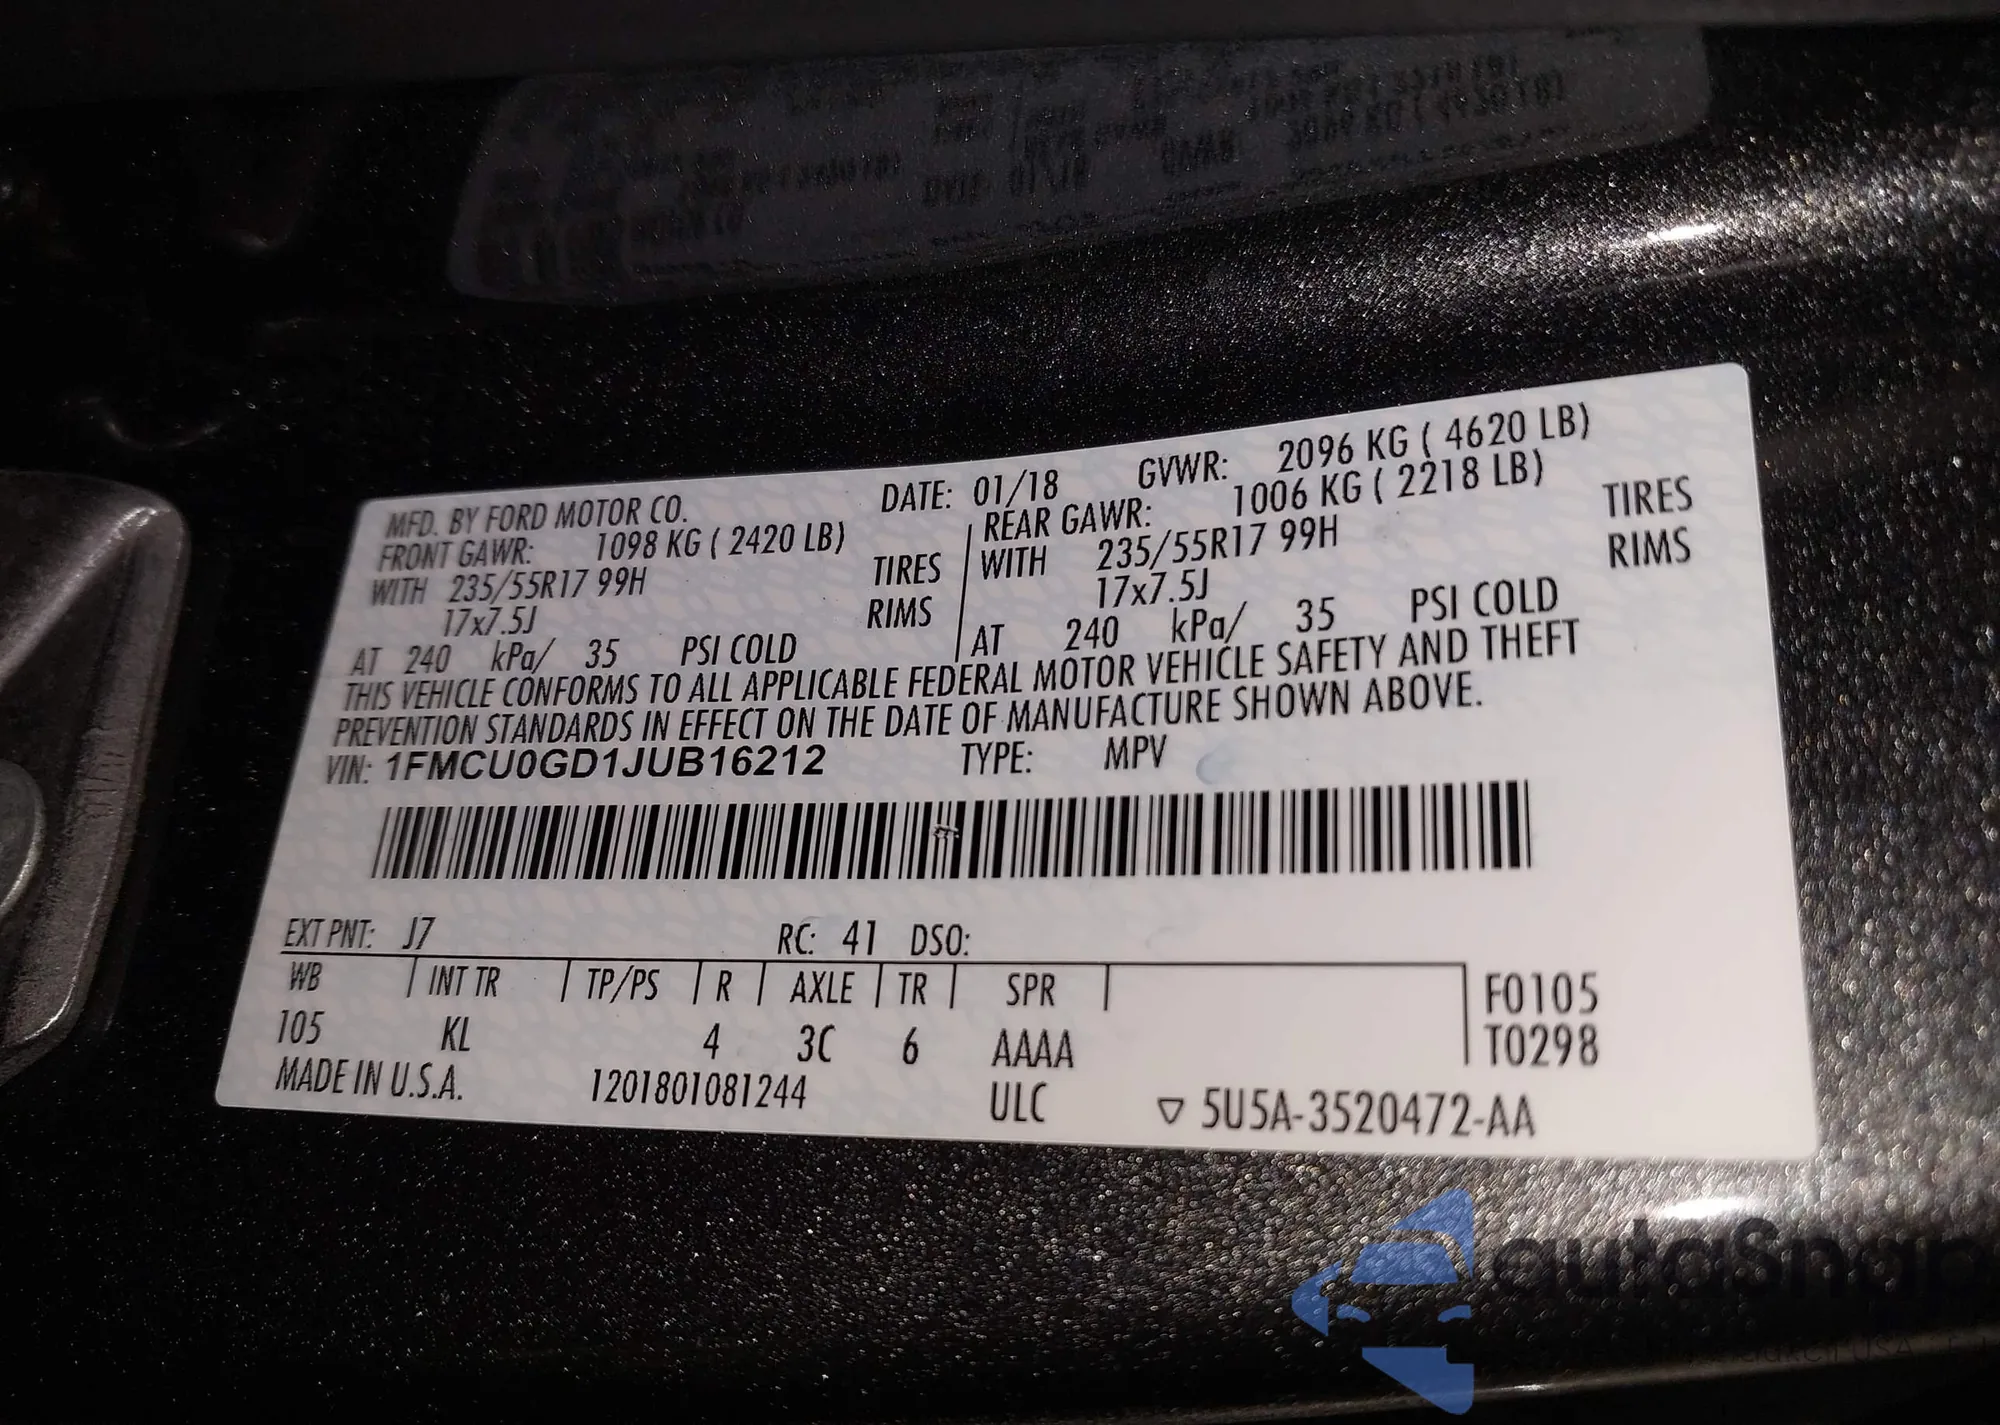 MFD. BY FORD MOTOR CO. DATE: 01/18 GVWR: 2096 KG ( 4620 LB)
FRONT GAWR: 1098 KG ( 2420 LB) REAR GAWR: 1006 KG ( 2218 LB)
WITH 235/55R17 99H TIRES WITH 235/55R17 99H TIRES
17x7.5J RIMS 17x7.5J RIMS
AT 240 kPa/ 35 PSI COLD AT 240 kPa/ 35 PSI COLD
THIS VEHICLE CONFORMS TO ALL APPLICABLE FEDERAL MOTOR VEHICLE SAFETY AND THEFT
PREVENTION STANDARDS IN EFFECT ON THE DATE OF MANUFACTURE SHOWN ABOVE.
VIN: 1FMCU0GD1JUB16212 TYPE: MPV
EXT PNT: J7 RC: 41 DSO:
WB INT TR TP/PS R AXLE TR SPR F0105
105 KL 4 3C 6 AAAA T0298
MADE IN U.S.A. 1201801081244 ULC ▽ 5U5A-3520472-AA
autoSnap